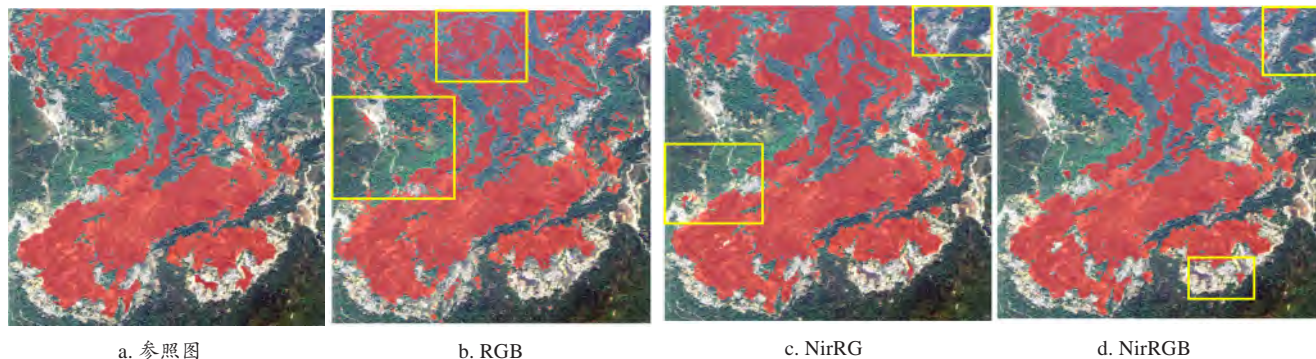 a. 参照图
b. RGB
c. NirRG
d. NirRGB